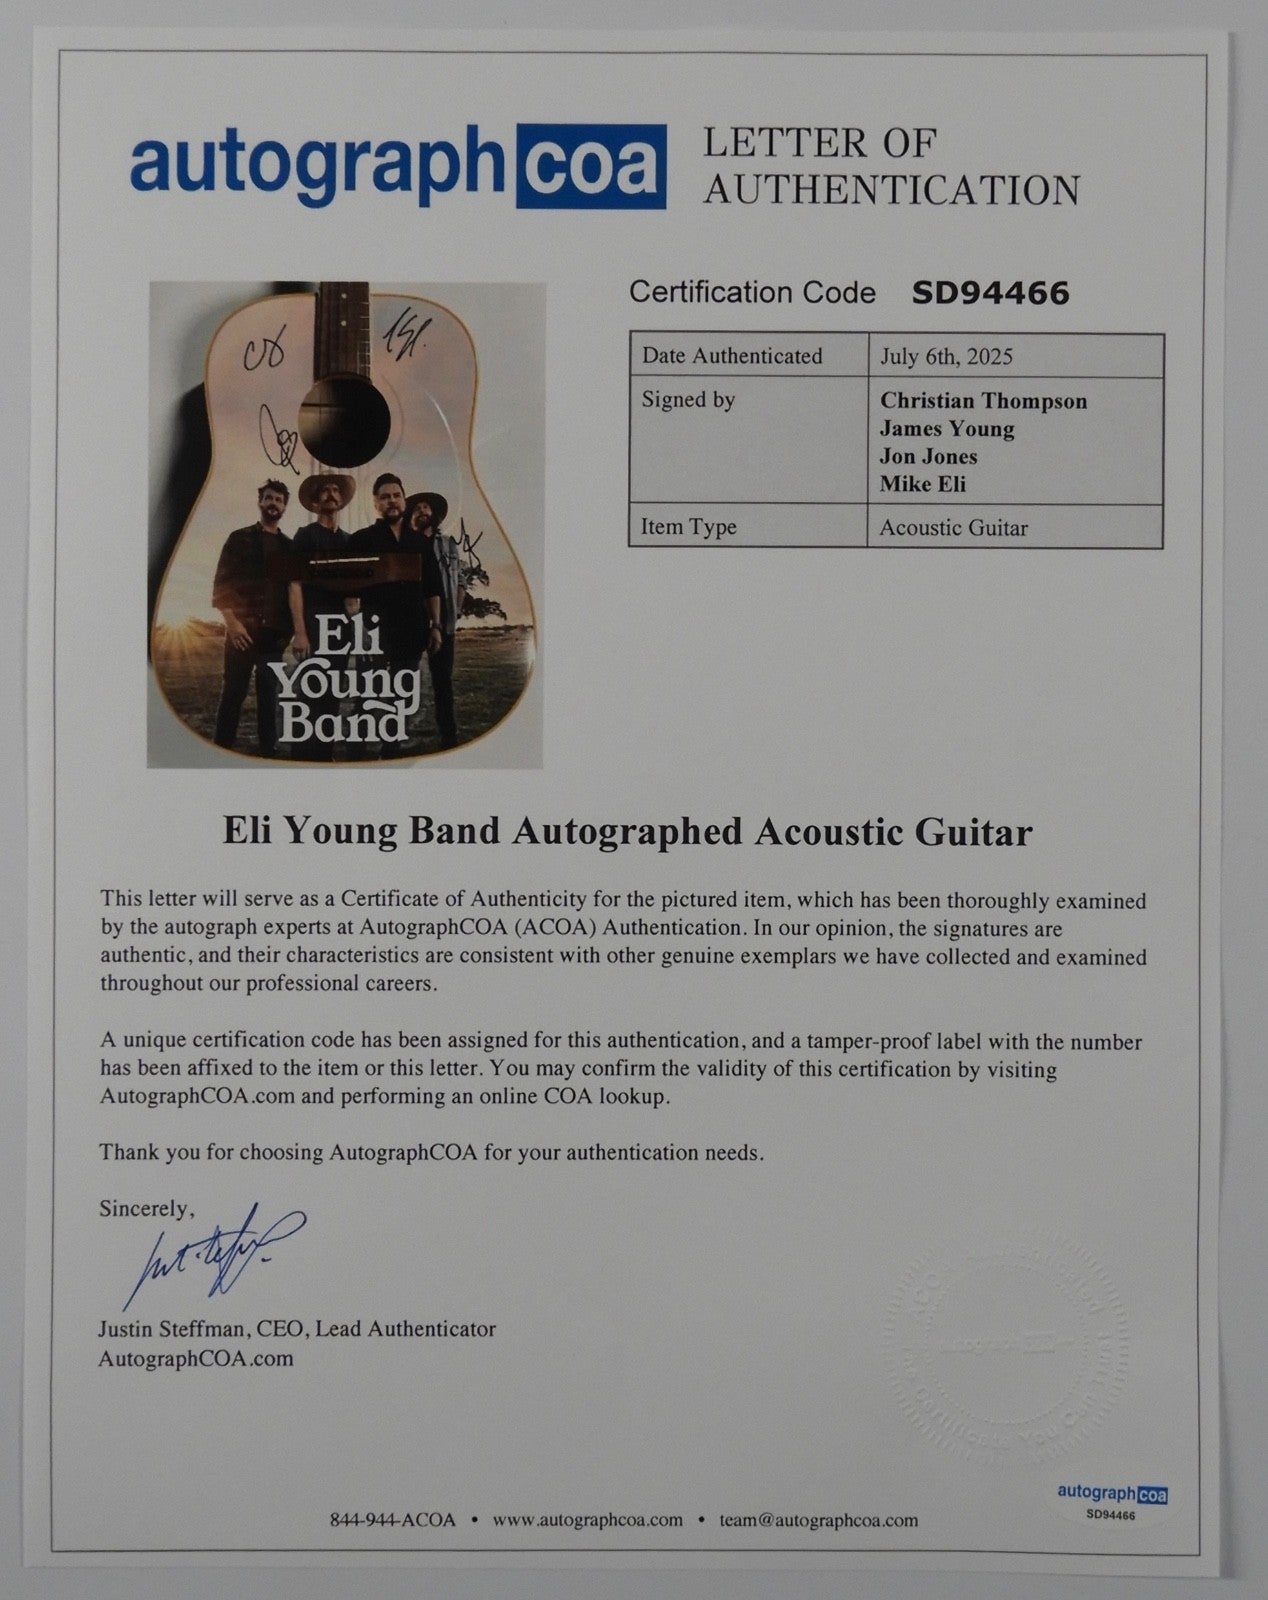 autographcoa
LETTER OF
AUTHENTICATION
Certification Code SD94466
Date Authenticated July 6th, 2025
Signed by Christian Thompson
James Young
Jon Jones
Mike Eli
Item Type Acoustic Guitar
Eli
Young
Band
Eli Young Band Autographed Acoustic Guitar
This letter will serve as a Certificate of Authenticity for the pictured item, which has been thoroughly examined
by the autograph experts at AutographCOA (ACOA) Authentication. In our opinion, the signatures are
authentic, and their characteristics are consistent with other genuine exemplars we have collected and examined
throughout our professional careers.
A unique certification code has been assigned for this authentication, and a tamper-proof label with the number
has been affixed to the item or this letter. You may confirm the validity of this certification by visiting
AutographCOA.com and performing an online COA lookup.
Thank you for choosing AutographCOA for your authentication needs.
Sincerely,
Justin Steffman, CEO, Lead Authenticator
AutographCOA.com
Certificate You Can Trust
autographcoa
SD94466
844-944-ACOA • www.autographcoa.com • team@autographcoa.com